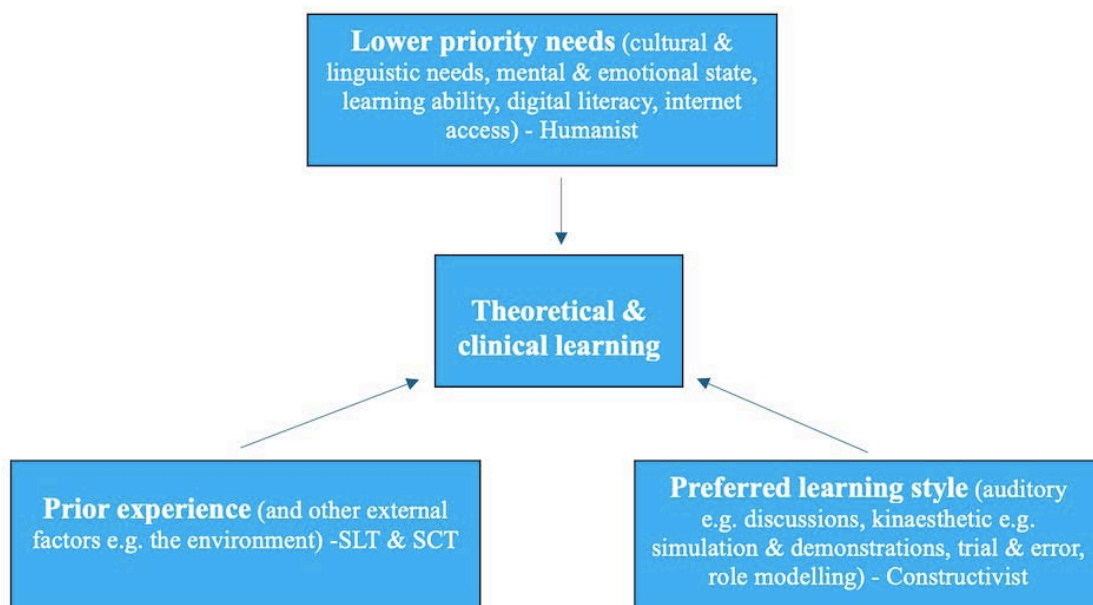 Lower priority needs (cultural &
linguistic needs, mental & emotional state,
learning ability, digital literacy, internet
access) - Humanist
Theoretical &
clinical learning
Prior experience (and other external
factors e.g. the environment) -SLT & SCT
Preferred learning style (auditory
e.g. discussions, kinaesthetic e.g.
simulation & demonstrations, trial & error,
role modelling) - Constructivist